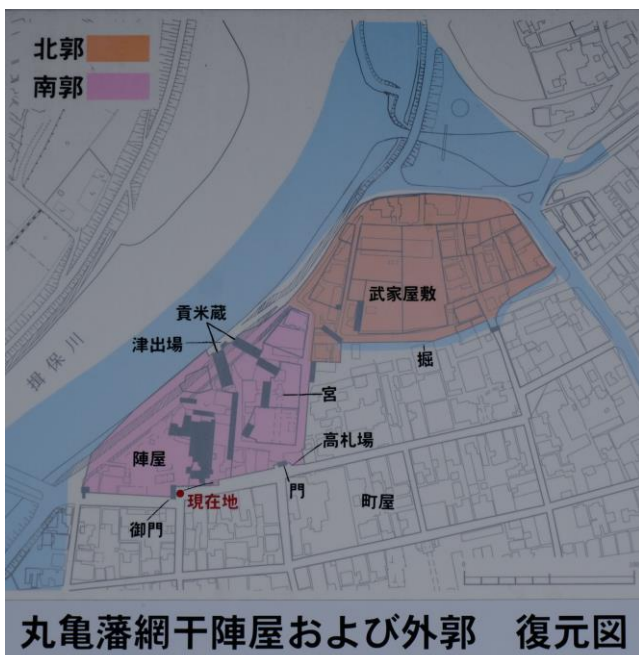 北郭
南郭
武家屋敷
貢米蔵
津出場
揖保川
掘
宮
高札場
陣屋
門
町屋
現在地
御門
丸亀藩網干陣屋および外郭　復元図